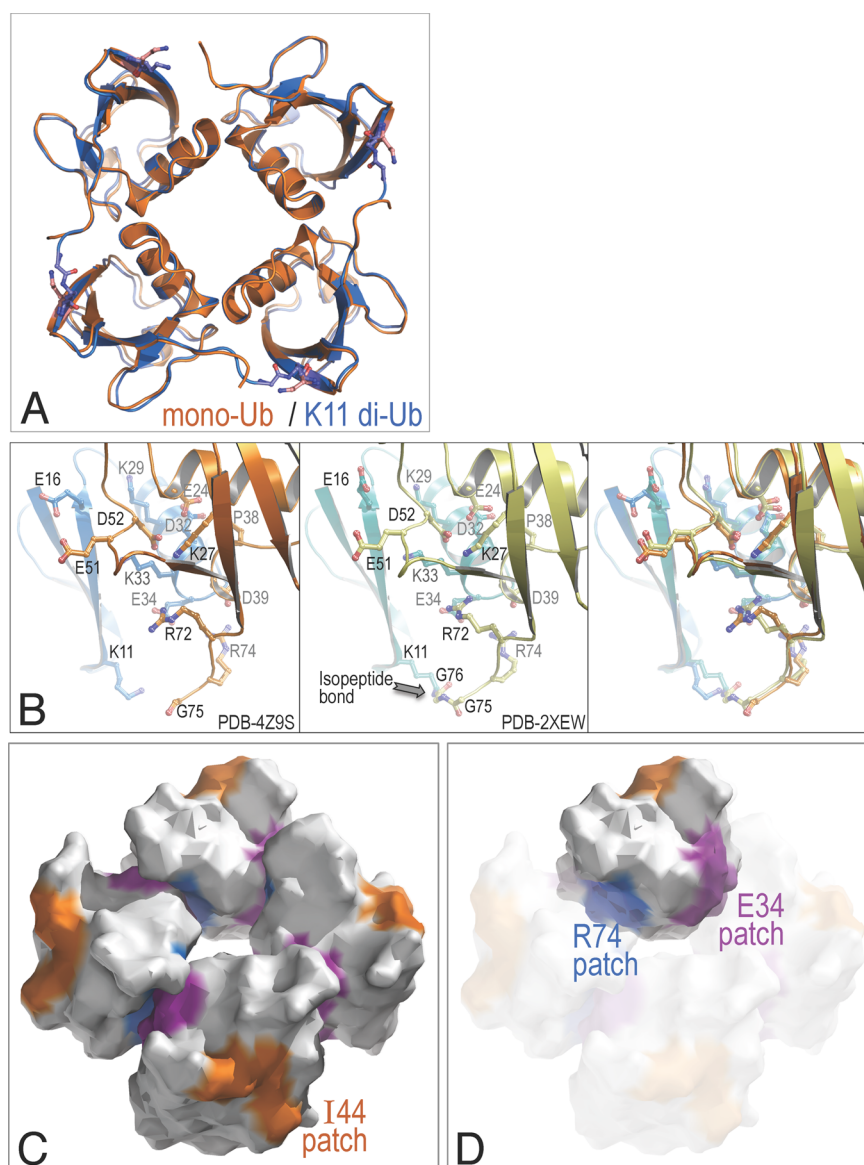 mono-Ub / K11 di-Ub
A
E16
K29
E24
D52
D32
P38
K27
E51
K33
E34
D39
R72
R74
K11
G75
B
PDB-4Z9S
E16
K29
E24
D52
D32
P38
K27
E51
K33
E34
D39
R72
R74
K11
G76
Isopeptide
bond
G75
PDB-2XEW
I44
patch
C
R74
patch
E34
patch
D